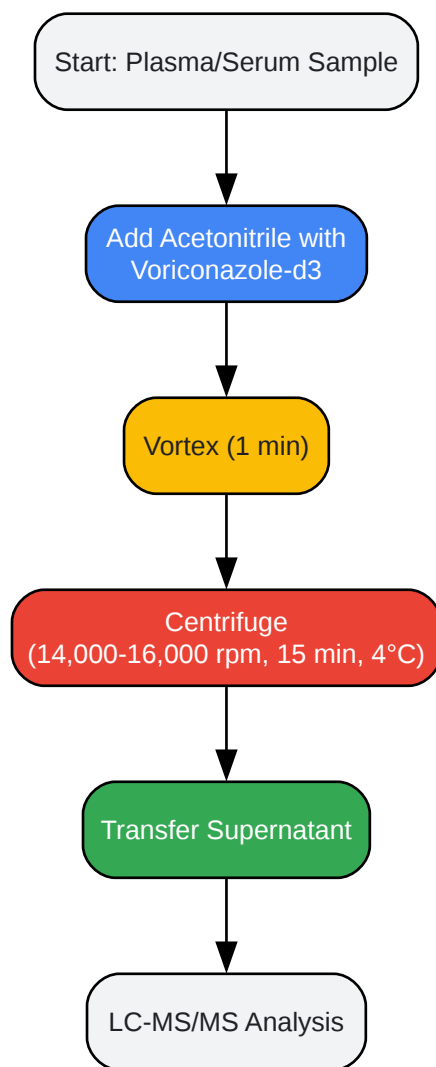 Start: Plasma/Serum Sample
Add Acetonitrile with
Voriconazole-d3
Vortex (1 min)
Centrifuge
(14,000-16,000 rpm, 15 min, 4°C)
Transfer Supernatant
LC-MS/MS Analysis